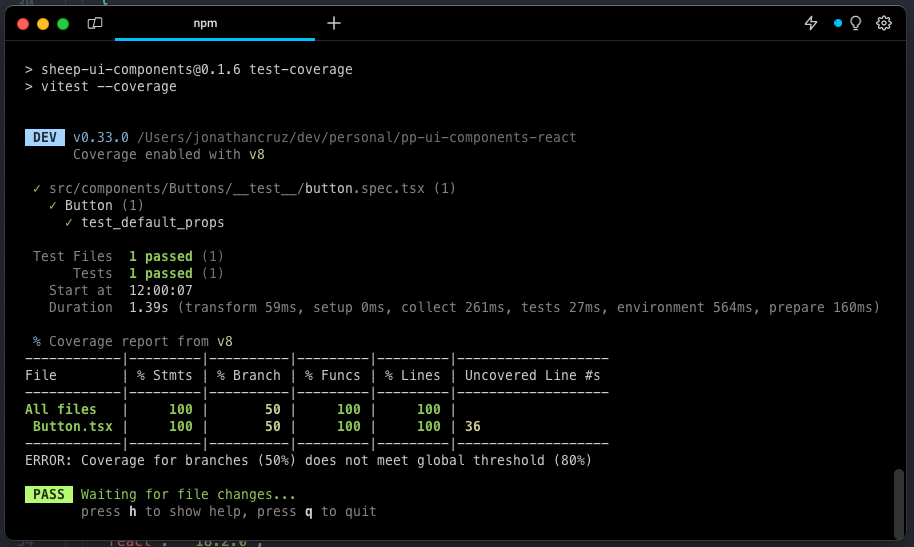 30 {
npm
> sheep-ui-components@0.1.6 test-coverage
> vitest --coverage
DEV v0.33.0 /Users/jonathancruz/dev/personal/pp-ui-components-react
Coverage enabled with v8
✓ src/components/Buttons/__test__/button.spec.tsx (1)
✓ Button (1)
✓ test_default_props
Test Files 1 passed (1)
Tests 1 passed (1)
Start at 12:00:07
Duration 1.39s (transform 59ms, setup 0ms, collect 261ms, tests 27ms, environment 564ms, prepare 160ms)
% Coverage report from v8
------------|---------|----------|---------|---------|-------------------
File | % Stmts | % Branch | % Funcs | % Lines | Uncovered Line #s
------------|---------|----------|---------|---------|-------------------
All files | 100 | 50 | 100 | 100 |
Button.tsx | 100 | 50 | 100 | 100 | 36
------------|---------|----------|---------|---------|-------------------
ERROR: Coverage for branches (50%) does not meet global threshold (80%)
PASS Waiting for file changes...
press h to show help, press q to quit
34 "react": "18.2.0",